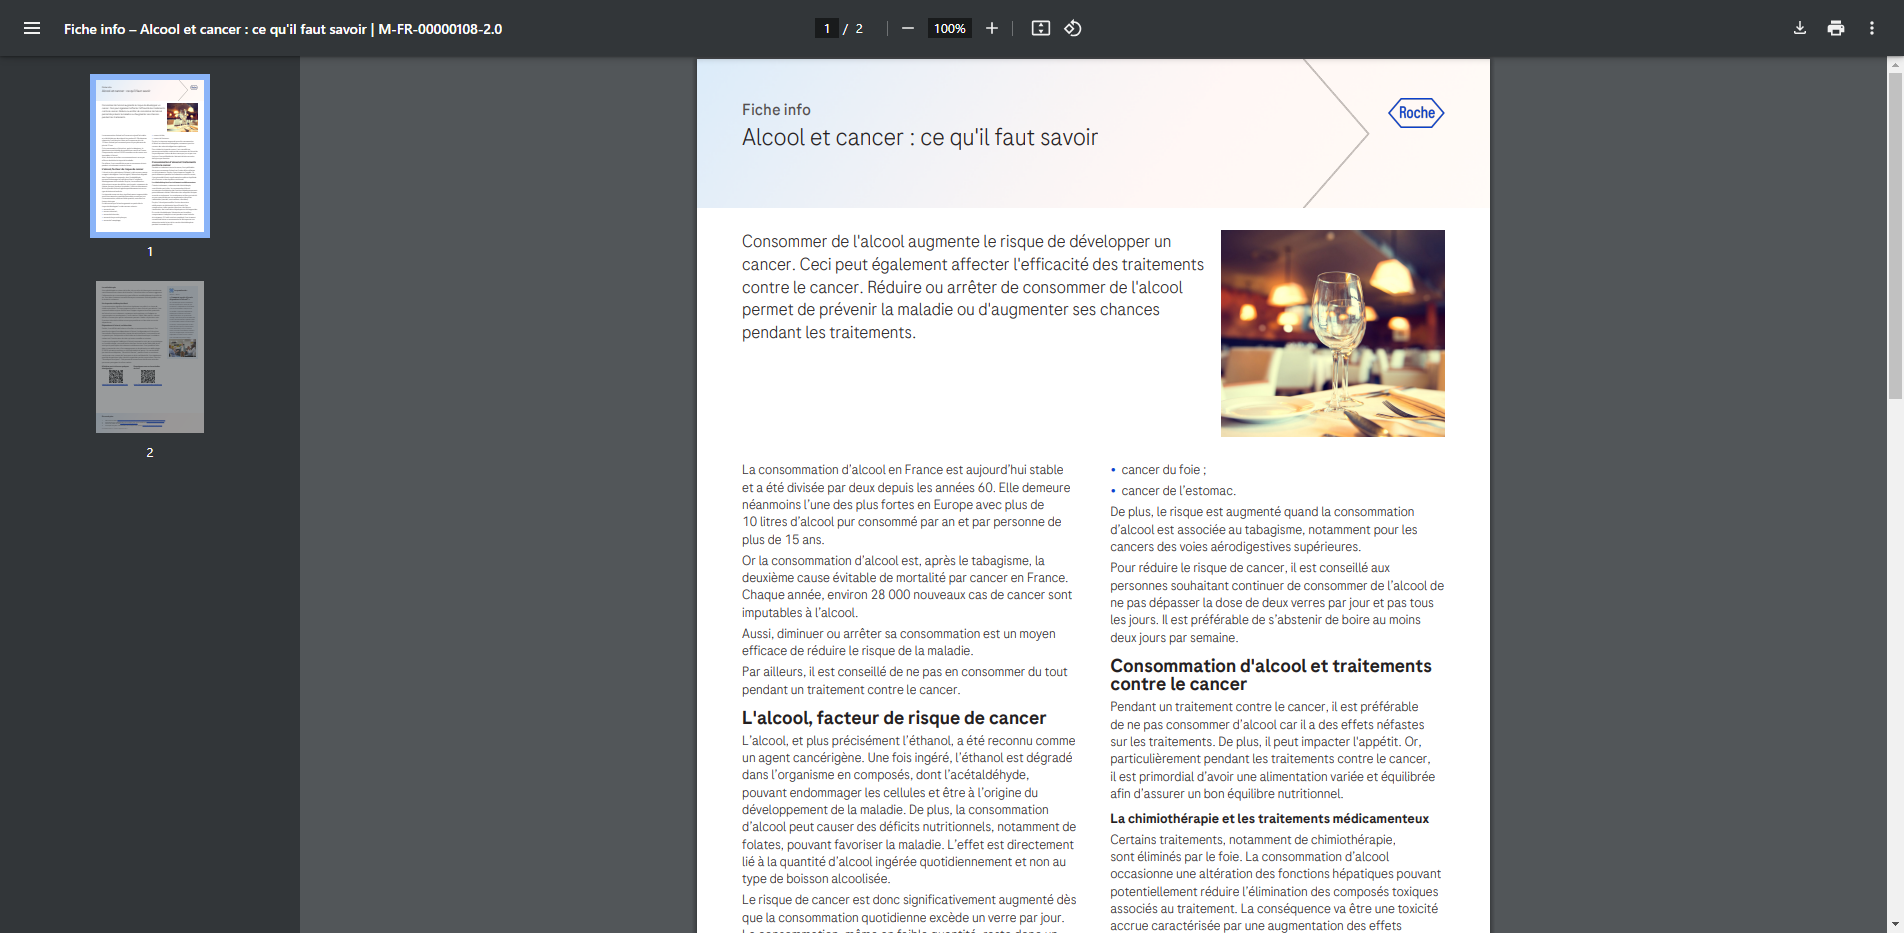 Fiche info – Alcool et cancer : ce qu'il faut savoir | M-FR-00000108-2.0
1 / 2
100%
1
2
Fiche info
Alcool et cancer : ce qu'il faut savoir
Roche
Consommer de l'alcool augmente le risque de développer un
cancer. Ceci peut également affecter l'efficacité des traitements
contre le cancer. Réduire ou arrêter de consommer de l'alcool
permet de prévenir la maladie ou d'augmenter ses chances
pendant les traitements.
La consommation d’alcool en France est aujourd’hui stable
et a été divisée par deux depuis les années 60. Elle demeure
néanmoins l’une des plus fortes en Europe avec plus de
10 litres d’alcool pur consommé par an et par personne de
plus de 15 ans.
Or la consommation d’alcool est, après le tabagisme, la
deuxième cause évitable de mortalité par cancer en France.
Chaque année, environ 28 000 nouveaux cas de cancer sont
imputables à l’alcool.
Aussi, diminuer ou arrêter sa consommation est un moyen
efficace de réduire le risque de la maladie.
Par ailleurs, il est conseillé de ne pas en consommer du tout
pendant un traitement contre le cancer.
L'alcool, facteur de risque de cancer
L’alcool, et plus précisément l’éthanol, a été reconnu comme
un agent cancérigène. Une fois ingéré, l’éthanol est dégradé
dans l’organisme en composés, dont l’acétaldéhyde,
pouvant endommager les cellules et être à l’origine du
développement de la maladie. De plus, la consommation
d’alcool peut causer des déficits nutritionnels, notamment de
folates, pouvant favoriser la maladie. L’effet est directement
lié à la quantité d’alcool ingérée quotidiennement et non au
type de boisson alcoolisée.
Le risque de cancer est donc significativement augmenté dès
que la consommation quotidienne excède un verre par jour.
• cancer du foie ;
• cancer de l’estomac.
De plus, le risque est augmenté quand la consommation
d’alcool est associée au tabagisme, notamment pour les
cancers des voies aérodigestives supérieures.
Pour réduire le risque de cancer, il est conseillé aux
personnes souhaitant continuer de consommer de l’alcool de
ne pas dépasser la dose de deux verres par jour et pas tous
les jours. Il est préférable de s’abstenir de boire au moins
deux jours par semaine.
Consommation d'alcool et traitements
contre le cancer
Pendant un traitement contre le cancer, il est préférable
de ne pas consommer d’alcool car il a des effets néfastes
sur les traitements. De plus, il peut impacter l’appétit. Or,
particulièrement pendant les traitements contre le cancer,
il est primordial d’avoir une alimentation variée et équilibrée
afin d’assurer un bon équilibre nutritionnel.
La chimiothérapie et les traitements médicamenteux
Certains traitements, notamment de chimiothérapie,
sont éliminés par le foie. La consommation d’alcool
occasionne une altération des fonctions hépatiques pouvant
potentiellement réduire l’élimination des composés toxiques
associés au traitement. La conséquence va être une toxicité
accrue caractérisée par une augmentation des effets